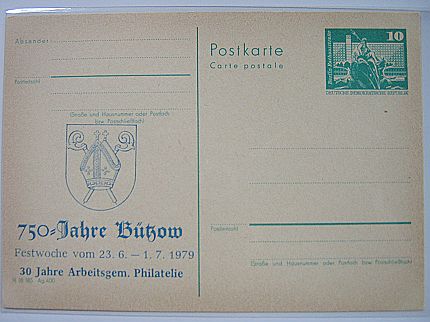 Absender:
Postleitzahl
(Straße und Hausnummer oder Postfach
bzw. Postschließfach)
750=Jahre Bützow
Festwoche vom 23. 6. – 1. 7. 1979
30 Jahre Arbeitsgem. Philatelie
Ag 400
Postkarte
Carte postale
10
DEUTSCHE DEMOKRATISCHE REPUBLIK
Postleitzahl
(Straße und Hausnummer oder Postfach bzw. Postschließfach)